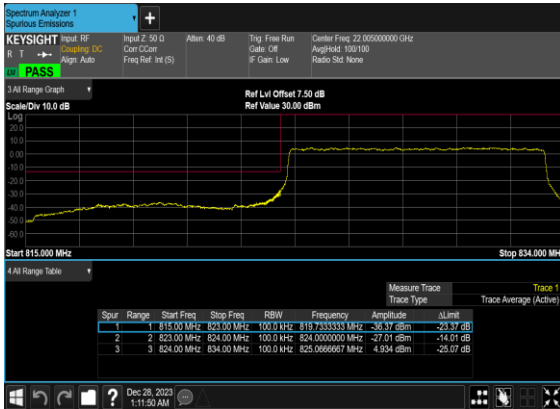 Spectrum Analyzer 1
Spurious Emissions
+
KEYSIGHT Input: RF Input Z: 50 Ω Atten: 40 dB Trig: Free Run Center Freq: 22.005000000 GHz
R T Coupling: DC Corr CCorr Gate: Off Avg|Hold: 100/100
Align: Auto Freq Ref: Int (S) IF Gain: Low Radio Std: None
PASS
3 All Range Graph
Ref Lvl Offset 7.50 dB
Scale/Div 10.0 dB Ref Value 30.00 dBm
Log
20.0
10.0
0.00
-10.0
-20.0
-30.0
-40.0
-50.0
-60.0
Start 815.000 MHz Stop 834.000 MH
4 All Range Table
Measure Trace Trace 1
Trace Type Trace Average (Active)
Spur Range Start Freq Stop Freq RBW Frequency Amplitude ΔLimit
1 1 815.00 MHz 823.00 MHz 100.0 kHz 819.7333333 MHz -36.37 dBm -23.37 dB
2 2 823.00 MHz 824.00 MHz 100.0 kHz 824.0000000 MHz -27.01 dBm -14.01 dB
3 3 824.00 MHz 834.00 MHz 100.0 kHz 825.0666667 MHz 4.934 dBm -25.07 dB
? Dec 28, 2023
1:11:50 AM